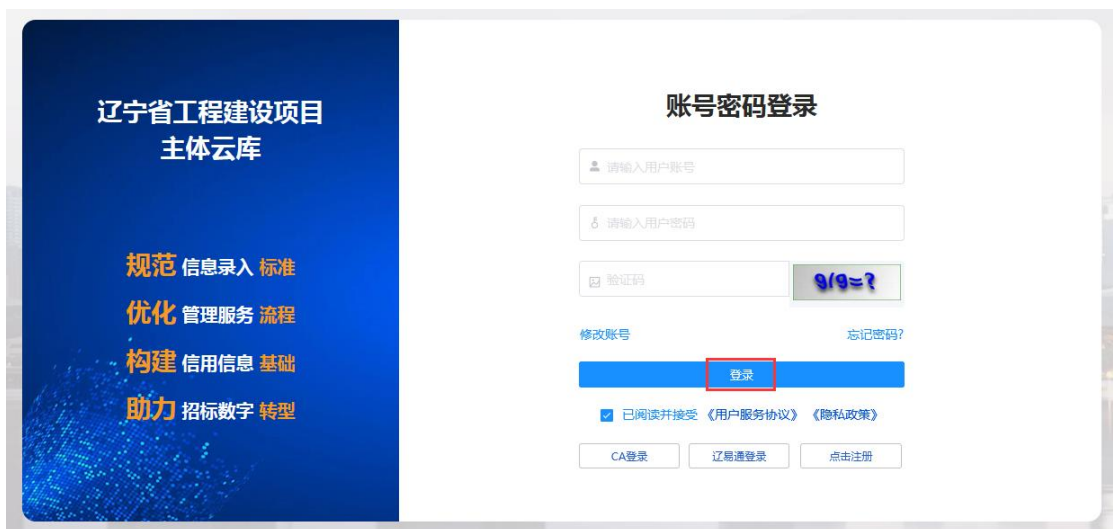 辽宁省工程建设项目
主体云库
规范 信息录入 标准
优化 管理服务 流程
构建 信用信息 基础
助力 招标数字 转型
账号密码登录
请输入用户账号
请输入用户密码
验证码
9/9=?
修改账号 忘记密码?
登录
已阅读并接受 《用户服务协议》 《隐私政策》
CA登录 辽易通登录 点击注册